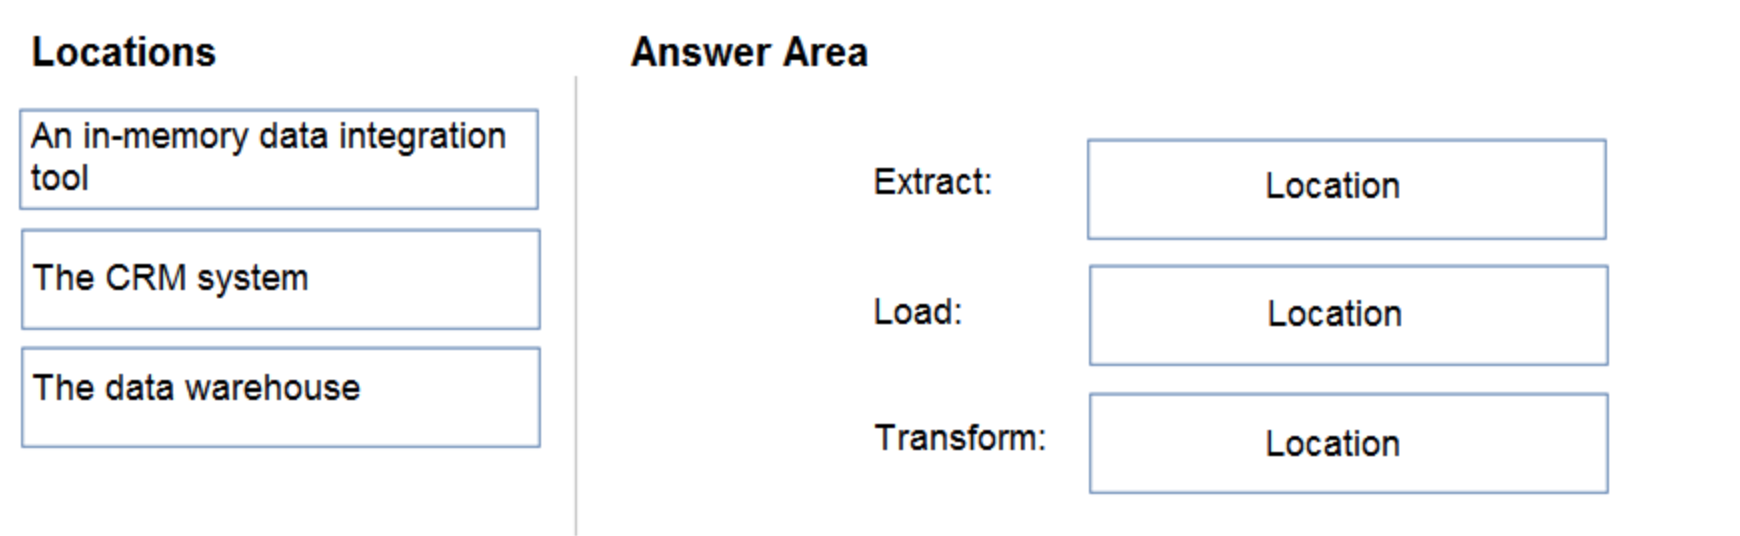 Locations
Answer Area
An in-memory data integration
tool
The CRM system
The data warehouse
Extract:
Location
Load:
Location
Transform:
Location